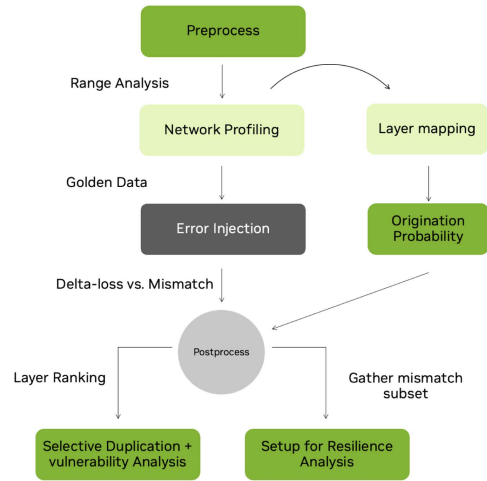 Preprocess
Range Analysis
Network Profiling
Layer mapping
Golden Data
Error Injection
Origination
Probability
Delta-loss vs. Mismatch
Postprocess
Layer Ranking
Gather mismatch
subset
Selective Duplication +
vulnerability Analysis
Setup for Resilience
Analysis